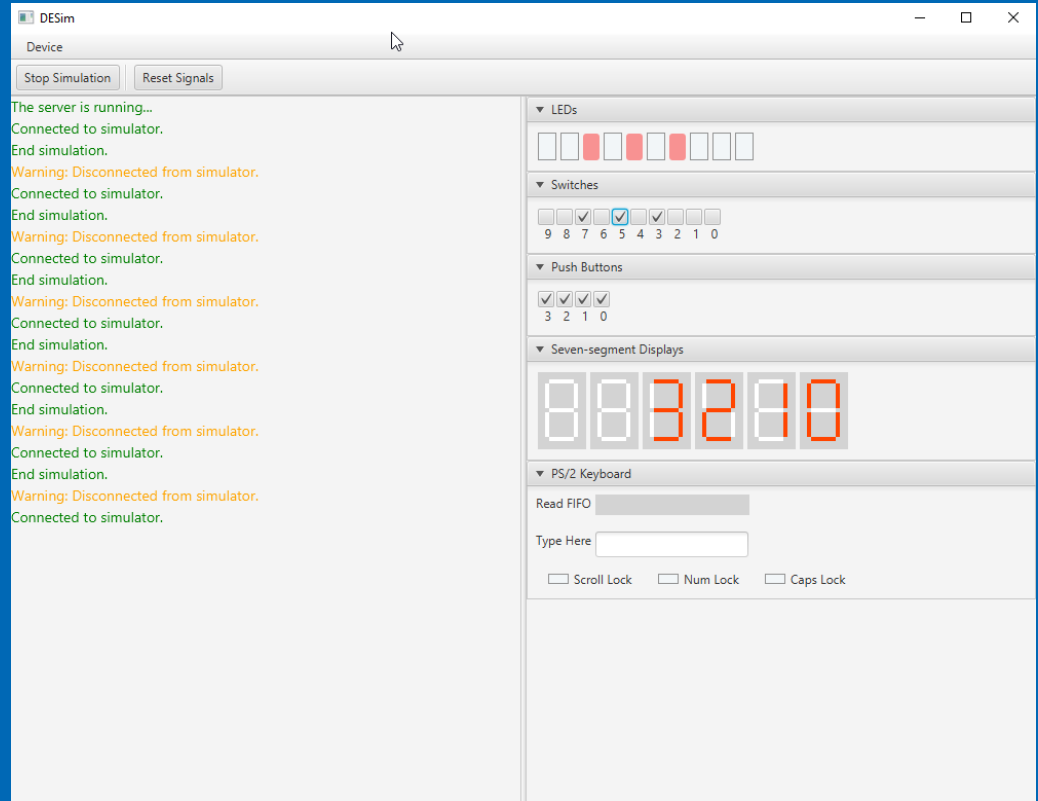 DESim
Device
Stop Simulation Reset Signals
The server is running...
Connected to simulator.
End simulation.
Warning: Disconnected from simulator.
Connected to simulator.
End simulation.
Warning: Disconnected from simulator.
Connected to simulator.
End simulation.
Warning: Disconnected from simulator.
Connected to simulator.
End simulation.
Warning: Disconnected from simulator.
Connected to simulator.
End simulation.
Warning: Disconnected from simulator.
Connected to simulator.
End simulation.
Warning: Disconnected from simulator.
Connected to simulator.
LEDs
Switches
9 8 7 6 5 4 3 2 1 0
Push Buttons
3 2 1 0
Seven-segment Displays
3210
PS/2 Keyboard
Read FIFO
Type Here
Scroll Lock Num Lock Caps Lock